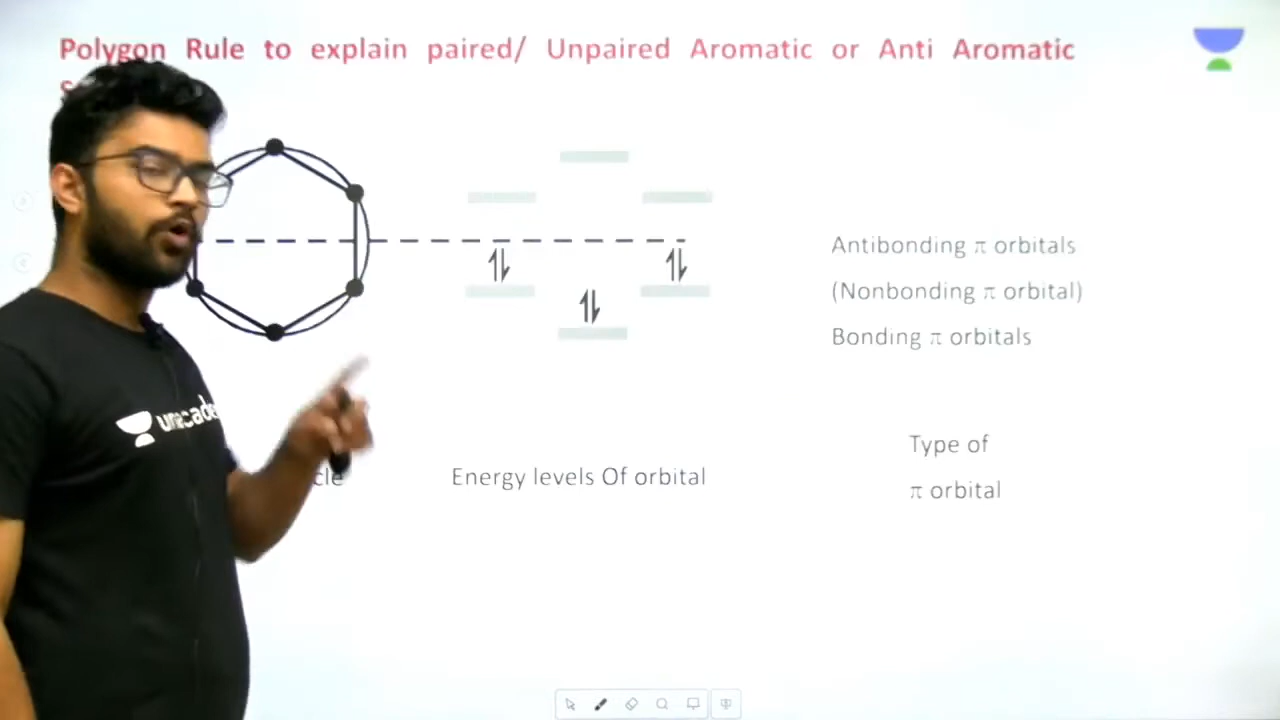 Polygon Rule to explain paired/ Unpaired Aromatic or Anti Aromatic
Antibonding π orbitals
(Nonbonding π orbital)
Bonding π orbitals
Energy levels Of orbital
Type of
π orbital